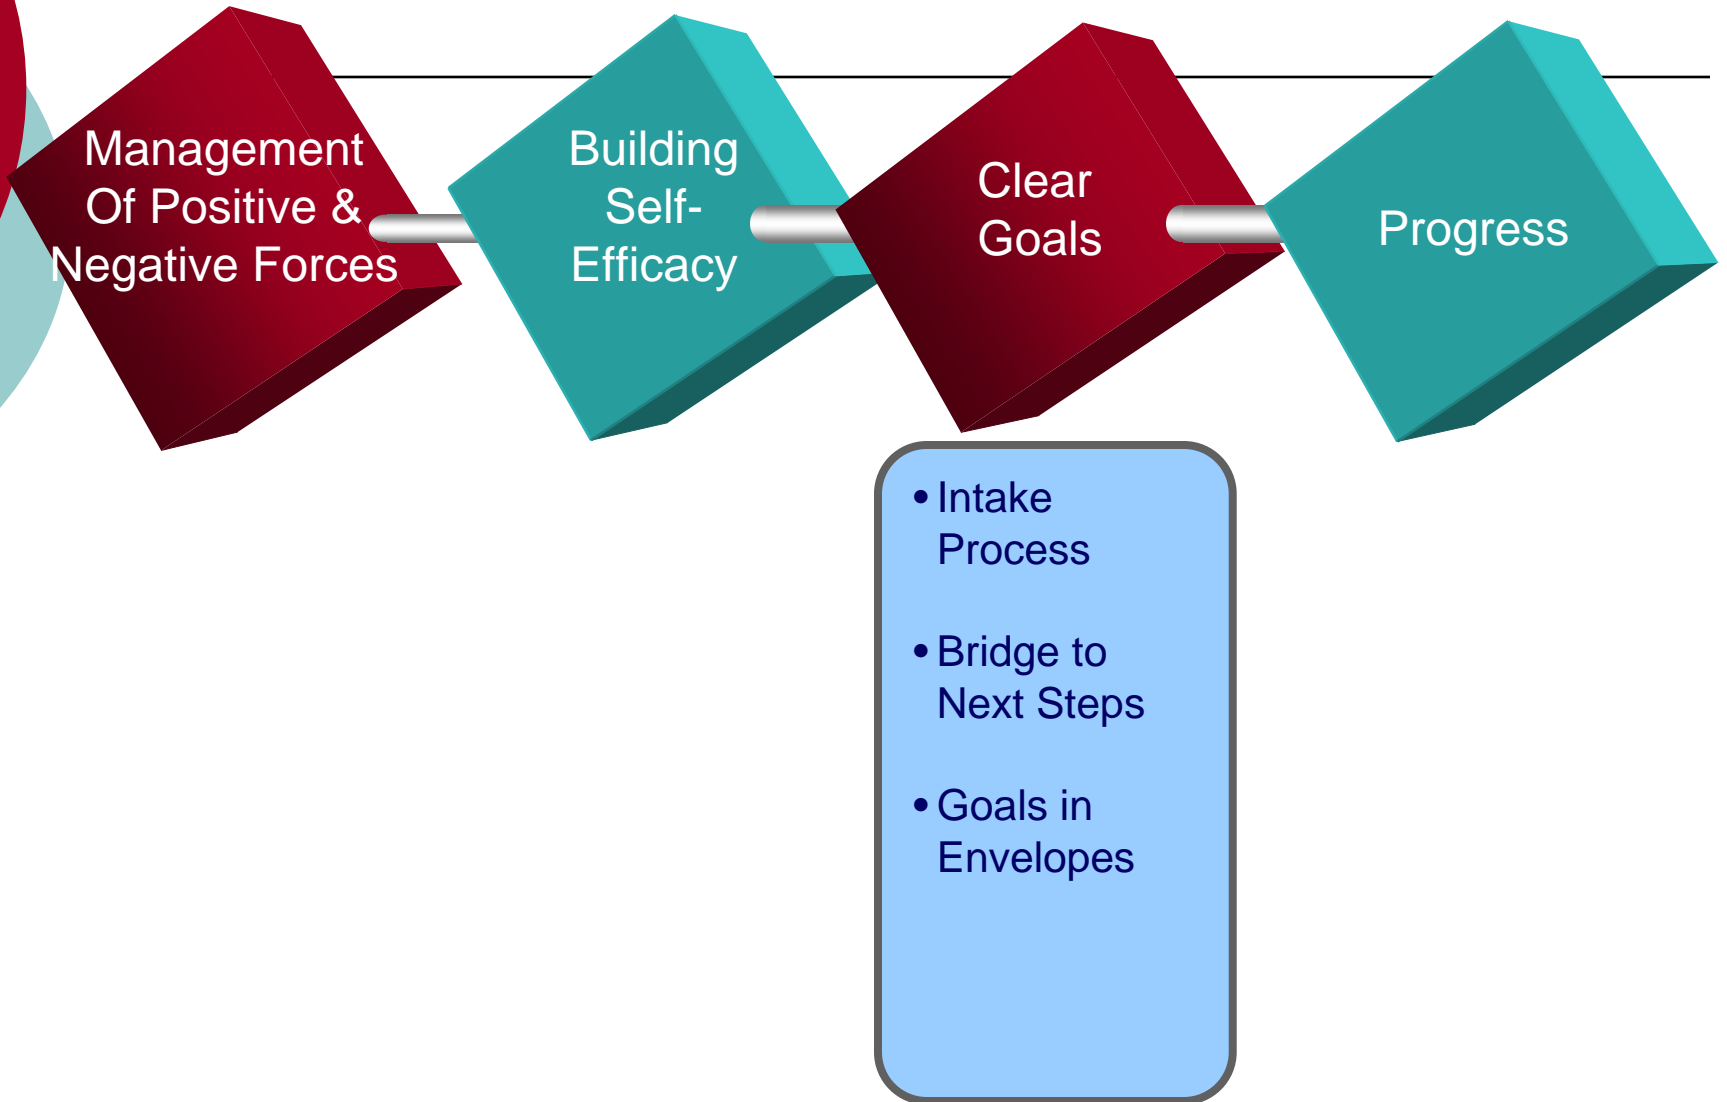 Management
Of Positive &
Negative Forces
Building
Self-
Efficacy
Clear
Goals
Progress
• Intake
Process
• Bridge to
Next Steps
• Goals in
Envelopes